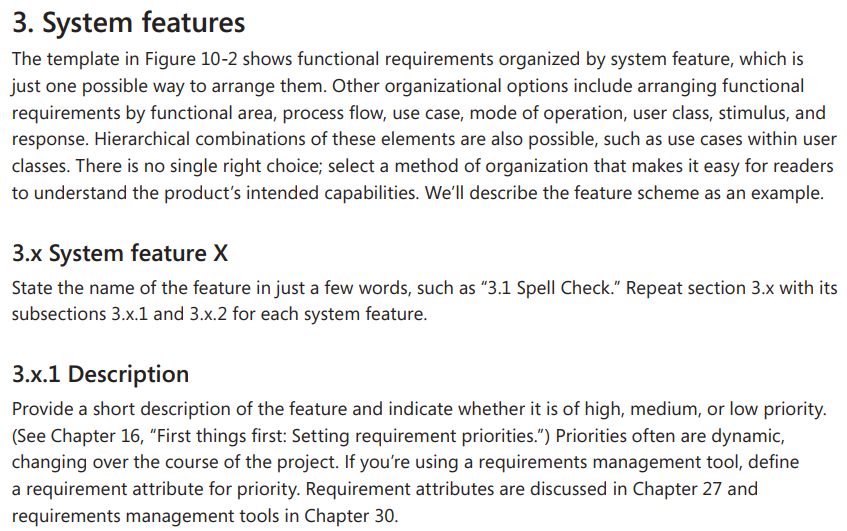 3. System features
The template in Figure 10-2 shows functional requirements organized by system feature, which is
just one possible way to arrange them. Other organizational options include arranging functional
requirements by functional area, process flow, use case, mode of operation, user class, stimulus, and
response. Hierarchical combinations of these elements are also possible, such as use cases within user
classes. There is no single right choice; select a method of organization that makes it easy for readers
to understand the product’s intended capabilities. We’ll describe the feature scheme as an example.
3.x System feature X
State the name of the feature in just a few words, such as “3.1 Spell Check.” Repeat section 3.x with its
subsections 3.x.1 and 3.x.2 for each system feature.
3.x.1 Description
Provide a short description of the feature and indicate whether it is of high, medium, or low priority.
(See Chapter 16, “First things first: Setting requirement priorities.”) Priorities often are dynamic,
changing over the course of the project. If you’re using a requirements management tool, define
a requirement attribute for priority. Requirement attributes are discussed in Chapter 27 and
requirements management tools in Chapter 30.